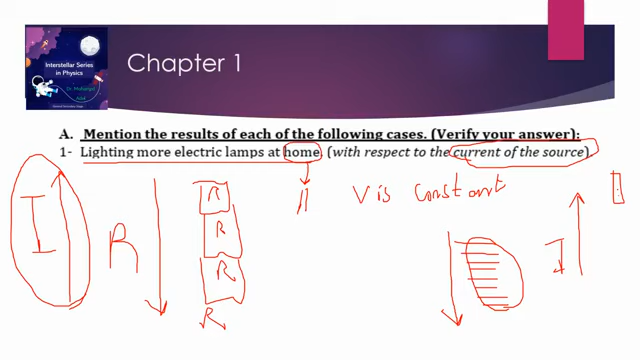 Interstellar Series
in Physics
Chapter 1
A. Mention the results of each of the following cases. (Verify your answer):
1- Lighting more electric lamps at home. (with respect to the current of the source).
V is constant
I
R
R
R
R
R
I